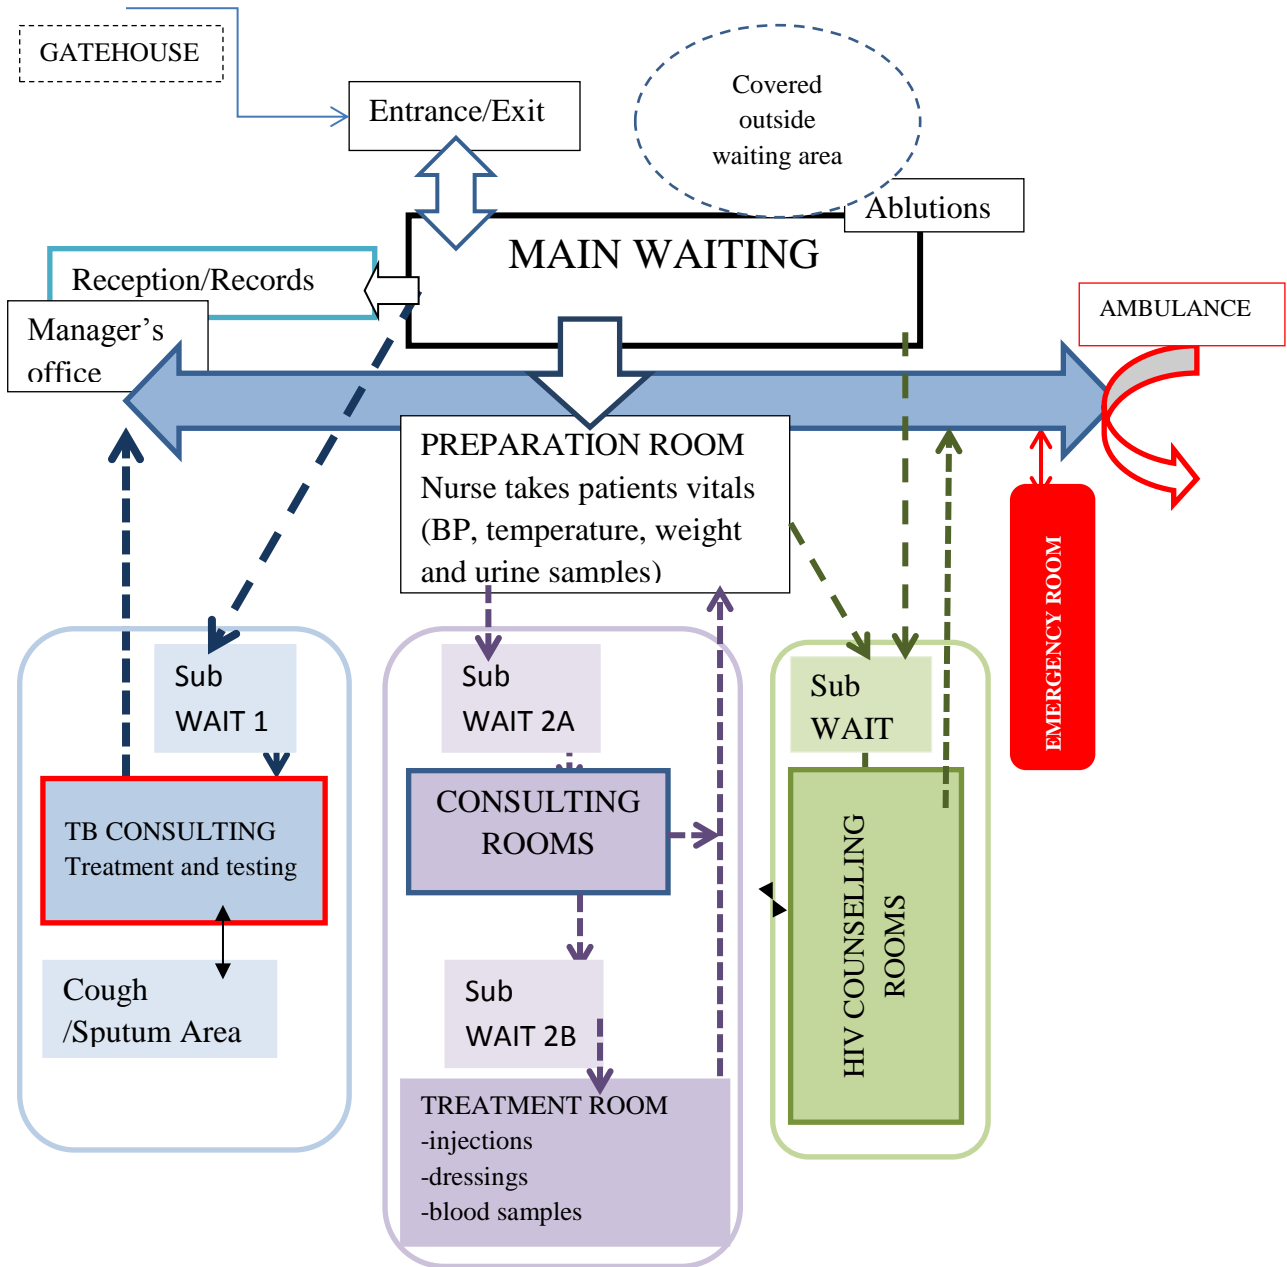 GATEHOUSE
Entrance/Exit
Covered
outside
waiting area
Ablutions
MAIN WAITING
Reception/Records
Manager’s
office
AMBULANCE
PREPARATION ROOM
Nurse takes patients vitals
(BP, temperature, weight
and urine samples)
EMERGENCY ROOM
Sub
WAIT 1
Sub
WAIT 2A
Sub
WAIT
TB CONSULTING
Treatment and testing
CONSULTING
ROOMS
HIV COUNSELLING
ROOMS
Cough
/Sputum Area
Sub
WAIT 2B
TREATMENT ROOM
-injections
-dressings
-blood samples